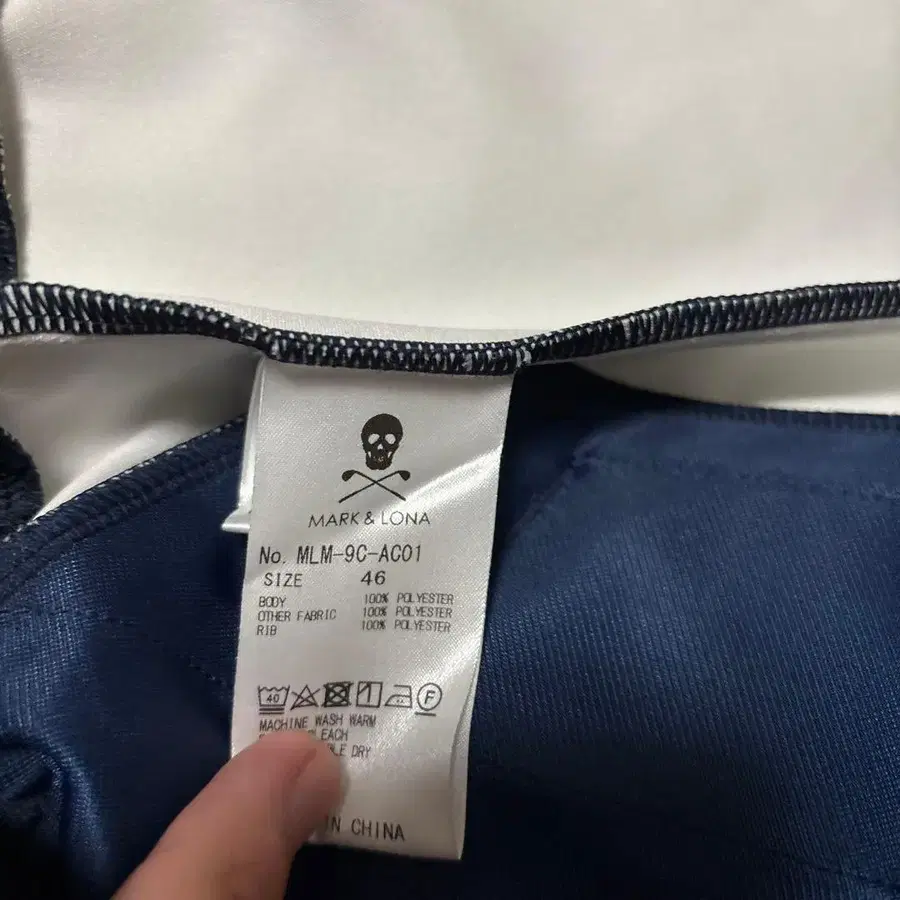 MARK & LONA
No. MLM-9C-AC01
SIZE 46
BODY 100% POLYESTER
OTHER FABRIC 100% POLYESTER
RIB 100% POLYESTER
40 F
MACHINE WASH WARM
DRY
IN CHINA